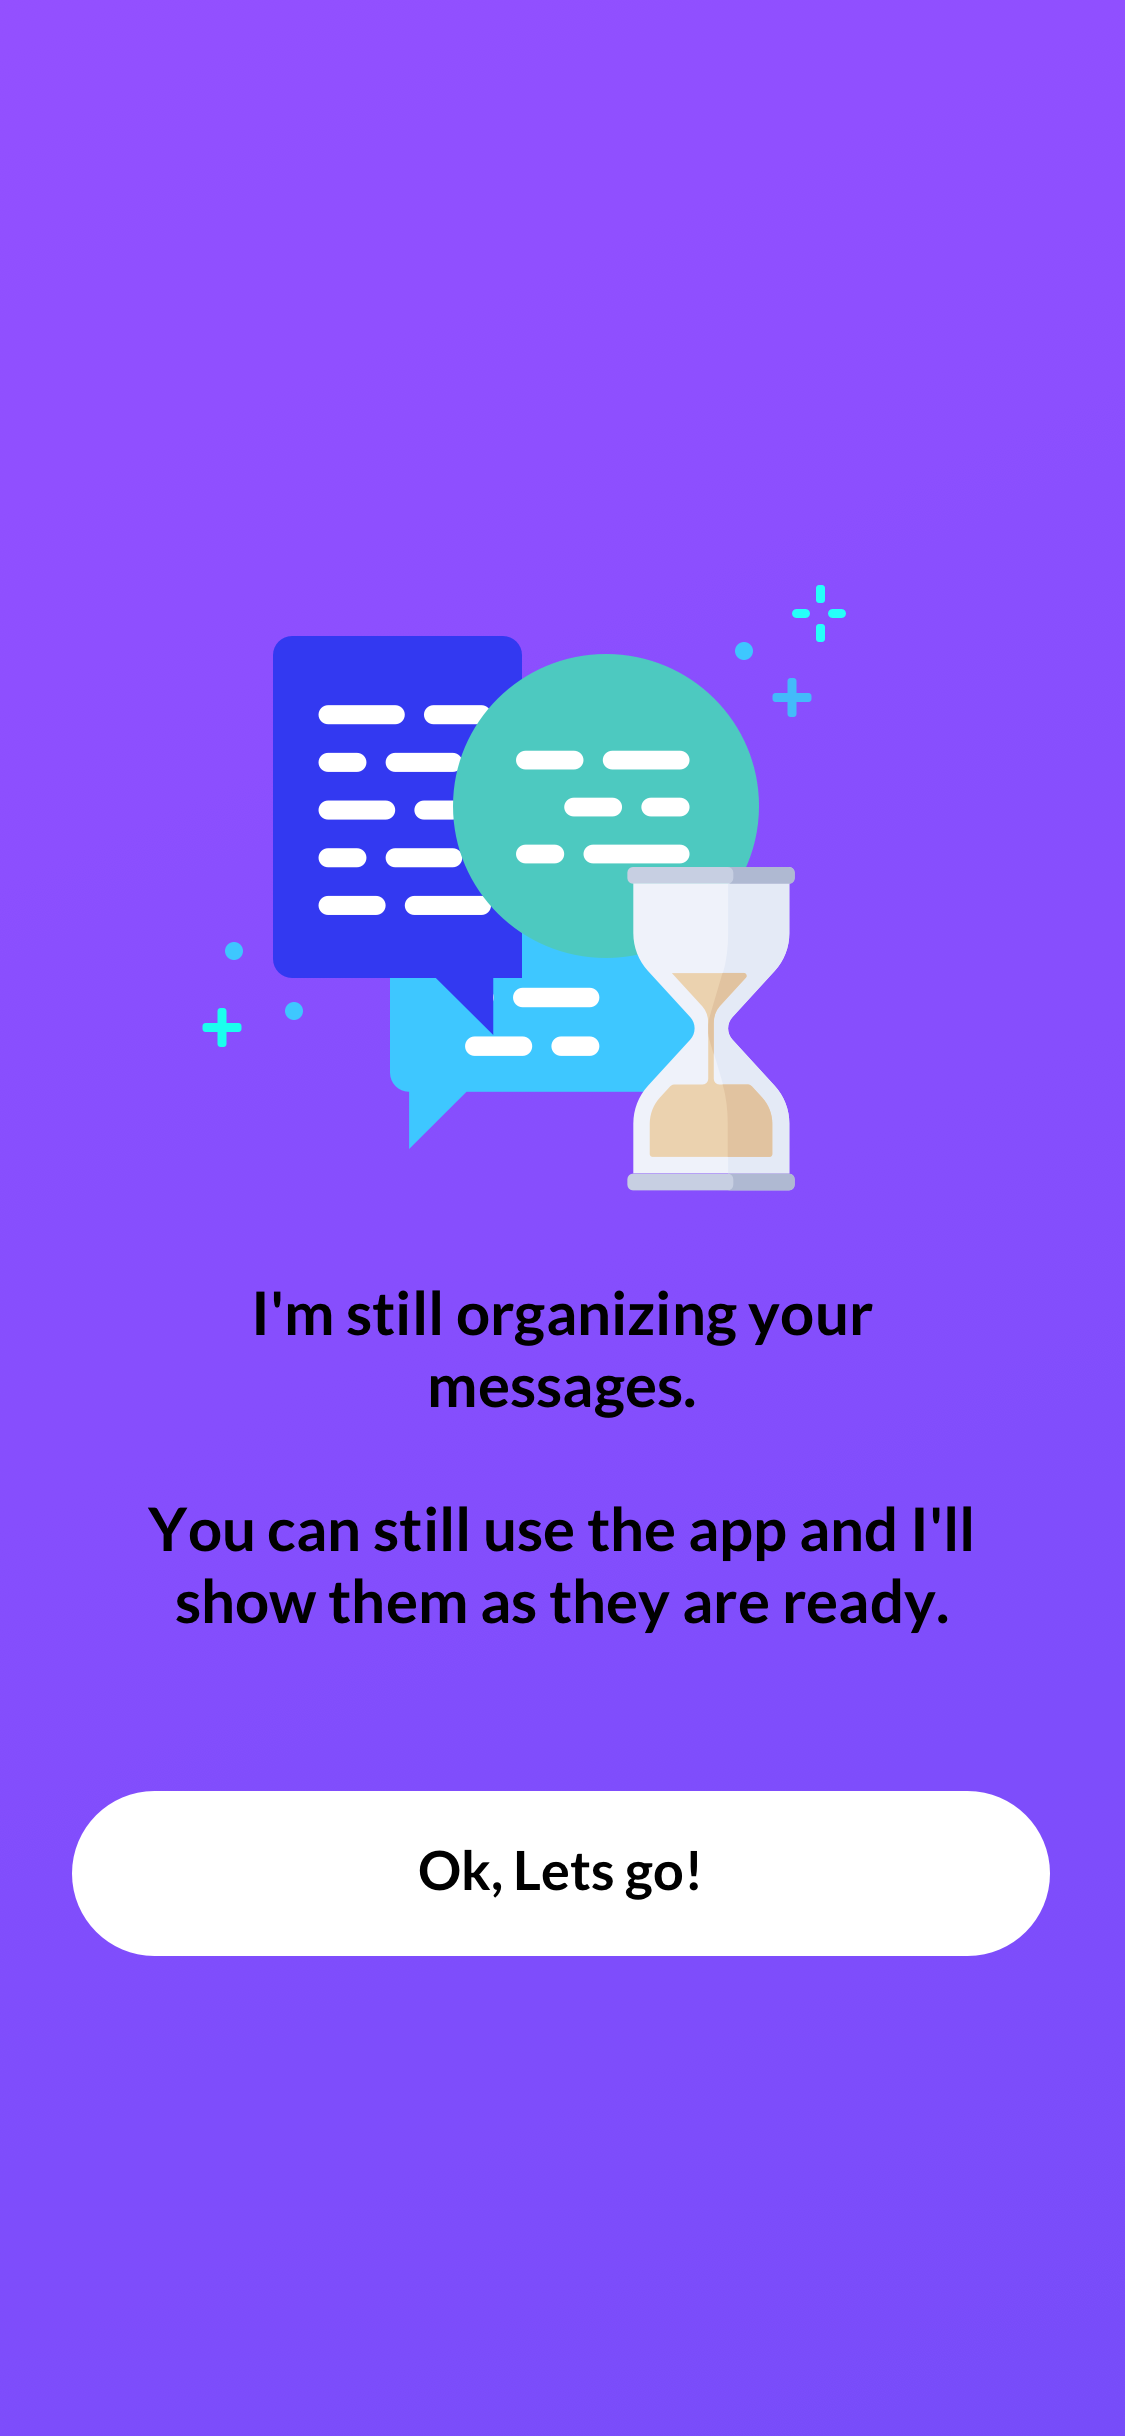 I'm still organizing your
messages.
You can still use the app and I'll
show them as they are ready.
Ok, Lets go!